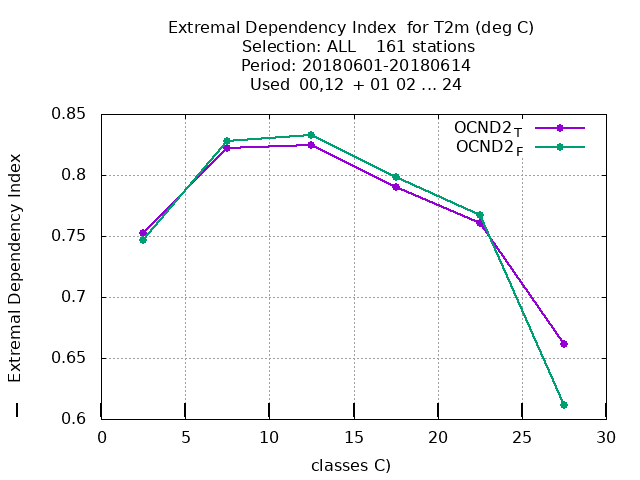 Extremal Dependency Index  for T2m (deg C)
Selection: ALL    161 stations
Period: 20180601-20180614
Used  00,12  + 01 02 ... 24
OCND2T
OCND2F
0.85
0.8
0.75
0.7
0.65
0.6
— Extremal Dependency Index
0 5 10 15 20 25 30
classes C)